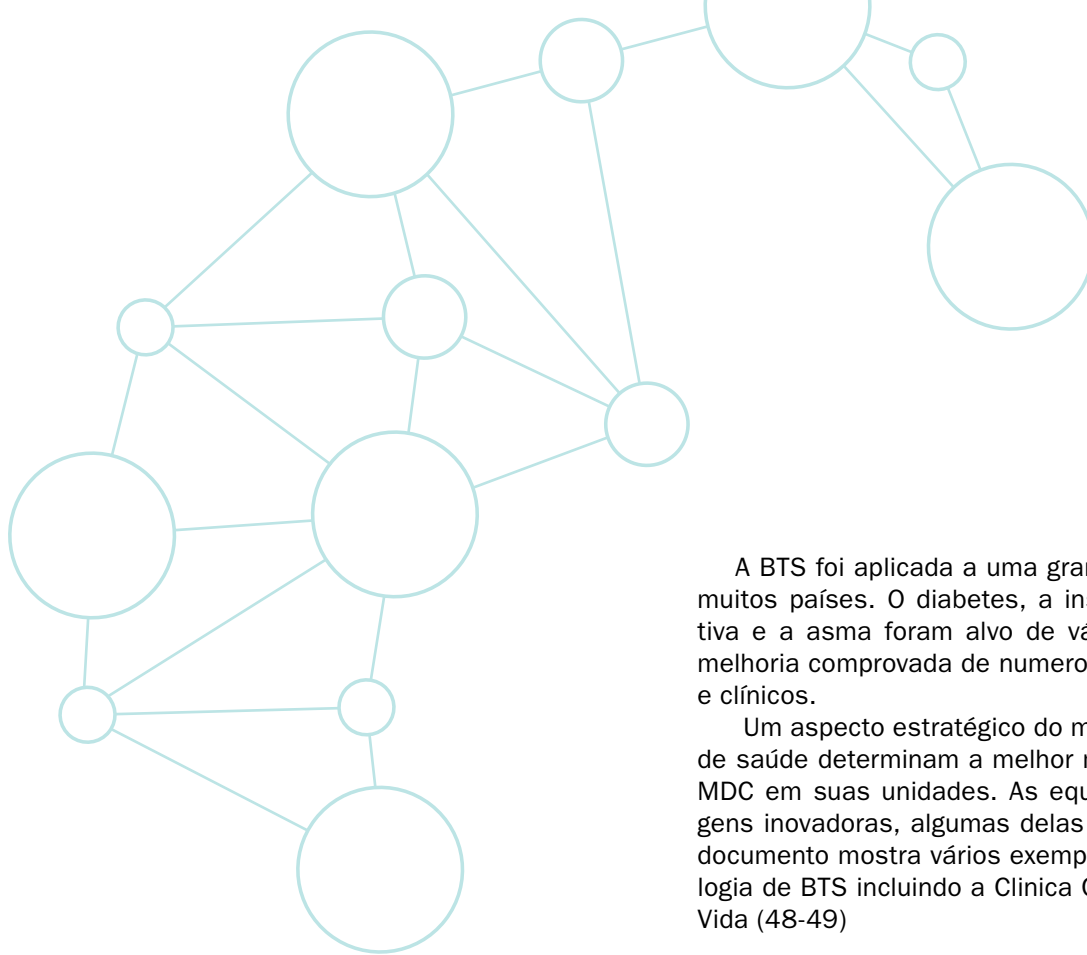 A BTS foi aplicada a uma gran
muitos países. O diabetes, a ins
tiva e a asma foram alvo de vá
melhoria comprovada de numero
e clínicos.
Um aspecto estratégico do m
de saúde determinam a melhor
MDC em suas unidades. As equ
gens inovadoras, algumas delas
documento mostra vários exemp
logia de BTS incluindo a Clinica
Vida (48-49)